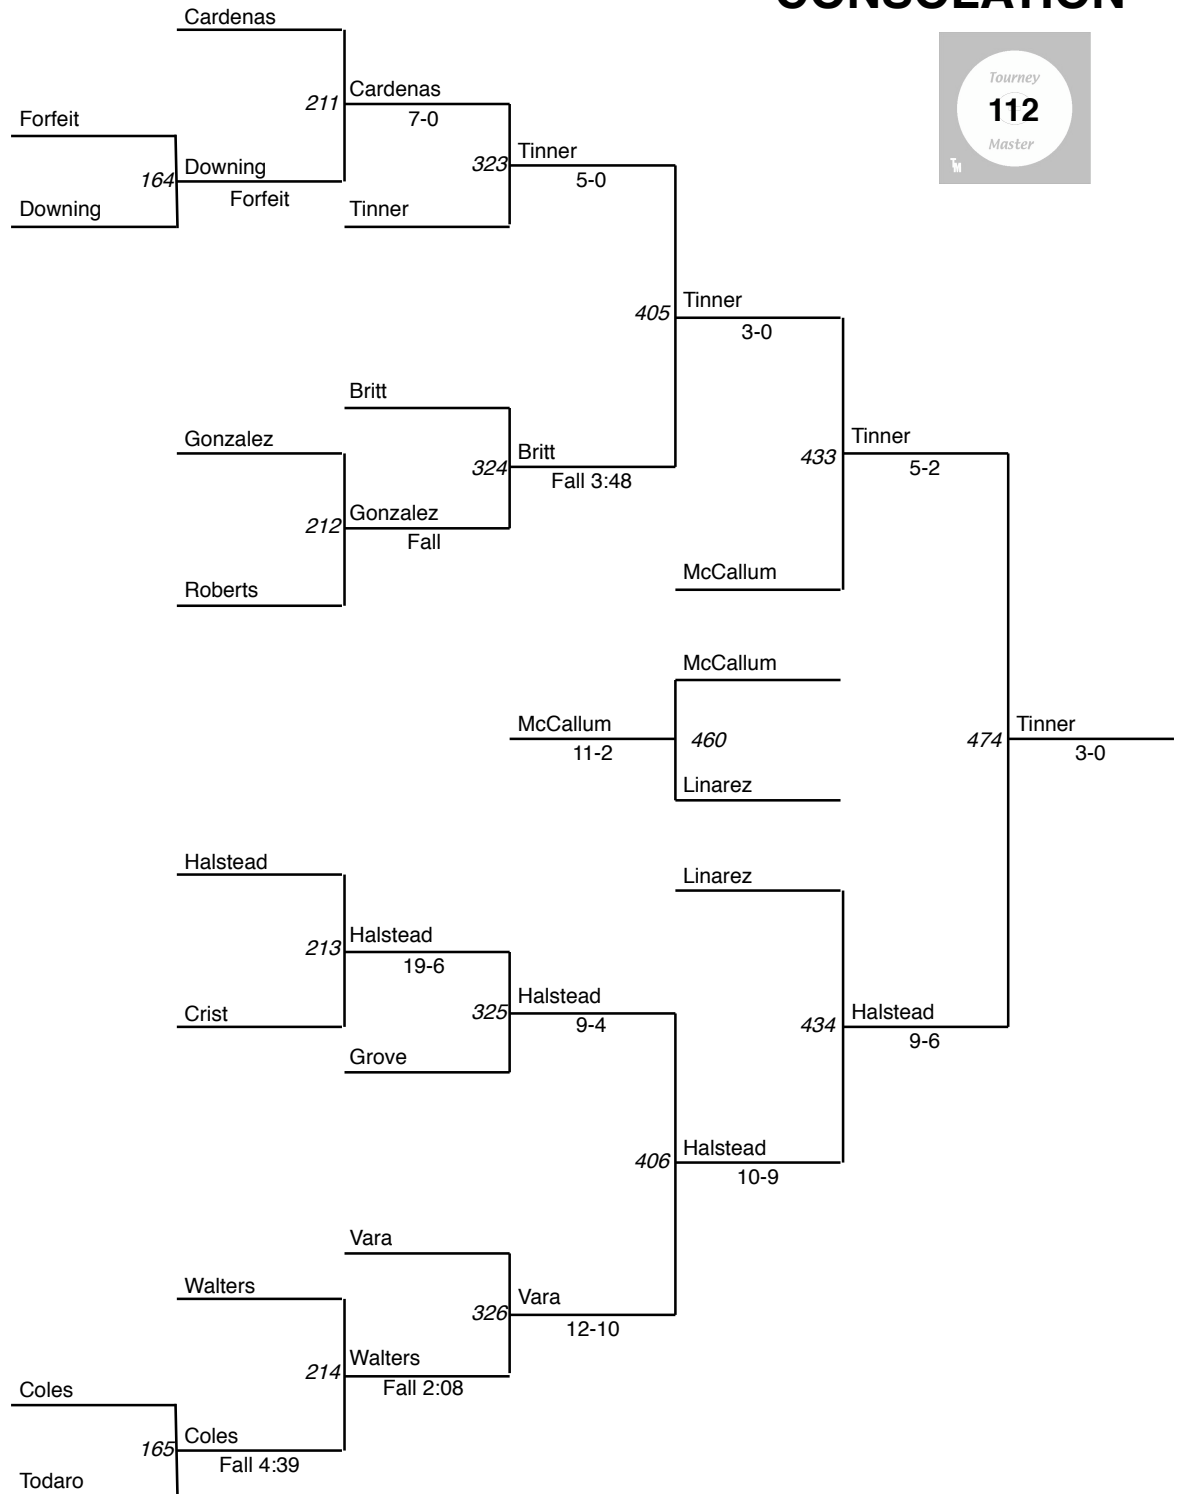 CONSOLATION
Tourney
112
Master
TM
Cardenas
211
Cardenas
7-0
Forfeit
164
Downing
Forfeit
Downing
323
Tinner
5-0
Tinner
405
Tinner
3-0
Britt
Gonzalez
324
Britt
Fall 3:48
212
Gonzalez
Fall
Roberts
433
Tinner
5-2
McCallum
McCallum
McCallum
11-2
460
Linarez
474
Tinner
3-0
Halstead
Linarez
213
Halstead
19-6
Crist
325
Halstead
9-4
Grove
434
Halstead
9-6
406
Halstead
10-9
Vara
Walters
326
Vara
12-10
214
Walters
Fall 2:08
Coles
165
Coles
Fall 4:39
Todaro